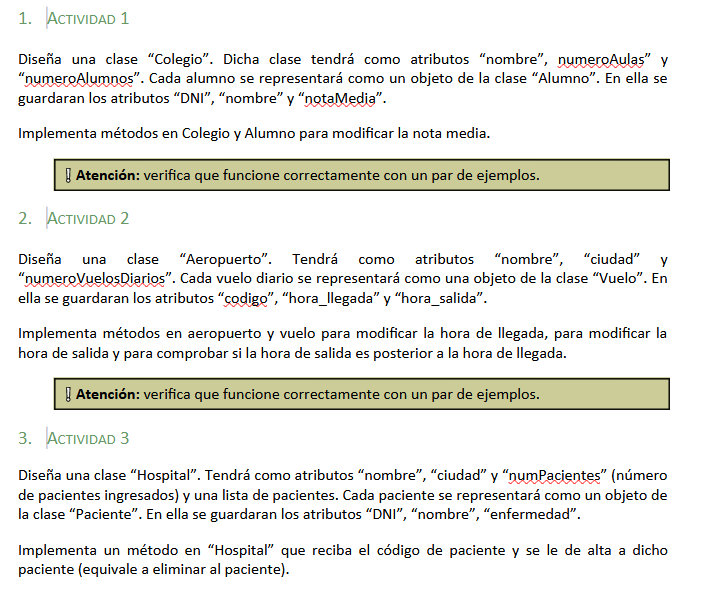 1. ACTIVIDAD 1
Diseña una clase “Colegio”. Dicha clase tendrá como atributos “nombre”, numeroAulas” y
“numeroAlumnos”. Cada alumno se representará como un objeto de la clase “Alumno”. En ella se
guardaran los atributos “DNI”, “nombre” y “notaMedia”.
Implementa métodos en Colegio y Alumno para modificar la nota media.
Atención: verifica que funcione correctamente con un par de ejemplos.
2. ACTIVIDAD 2
Diseña una clase “Aeropuerto”. Tendrá como atributos “nombre”, “ciudad” y
“numeroVuelosDiarios”. Cada vuelo diario se representará como una objeto de la clase “Vuelo”. En
ella se guardaran los atributos “codigo”, “hora_llegada” y “hora_salida”.
Implementa métodos en aeropuerto y vuelo para modificar la hora de llegada, para modificar la
hora de salida y para comprobar si la hora de salida es posterior a la hora de llegada.
Atención: verifica que funcione correctamente con un par de ejemplos.
3. ACTIVIDAD 3
Diseña una clase “Hospital”. Tendrá como atributos “nombre”, “ciudad” y “numPacientes” (número
de pacientes ingresados) y una lista de pacientes. Cada paciente se representará como un objeto de
la clase “Paciente”. En ella se guardaran los atributos “DNI”, “nombre”, “enfermedad”.
Implementa un método en “Hospital” que reciba el código de paciente y se le de alta a dicho
paciente (equivale a eliminar al paciente).